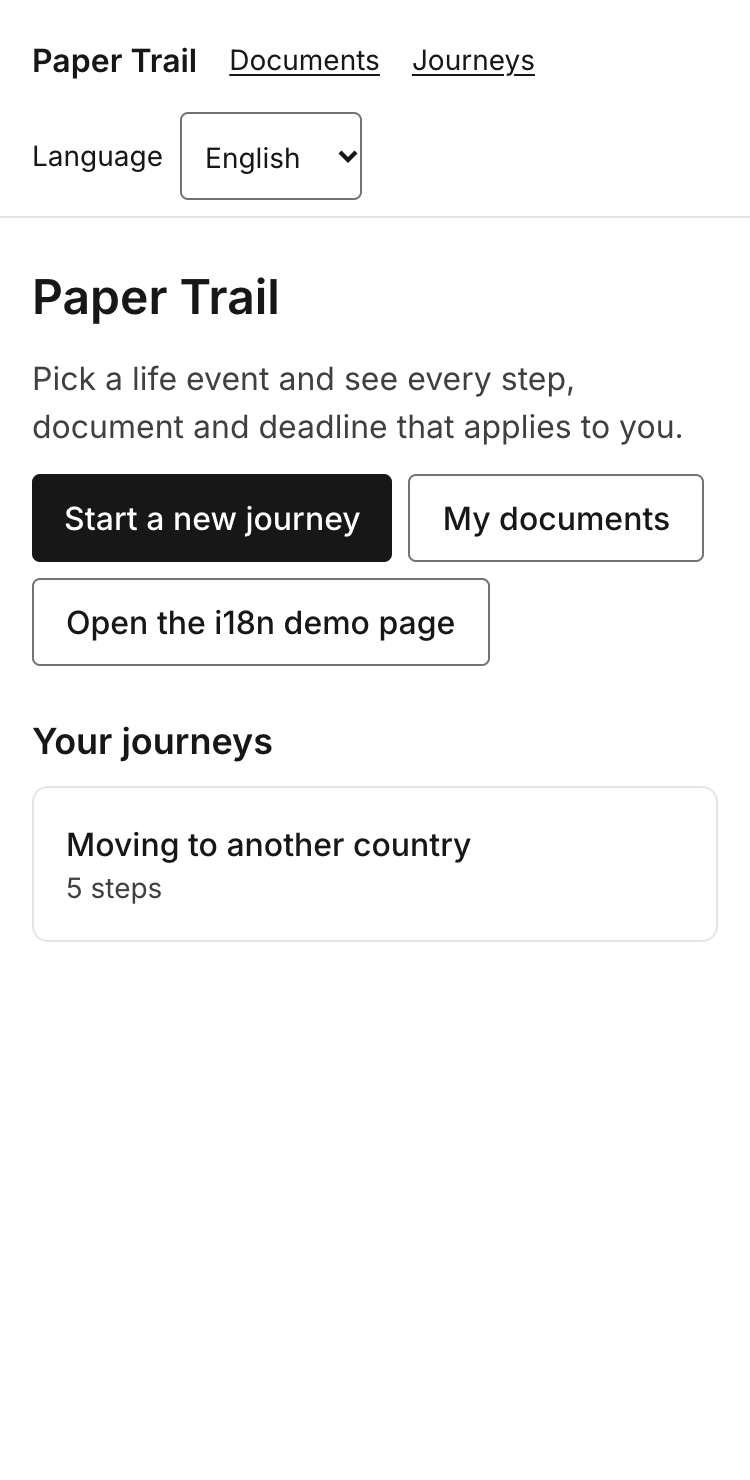 Paper Trail Documents Journeys
Language English
Paper Trail
Pick a life event and see every step,
document and deadline that applies to you.
Start a new journey My documents
Open the i18n demo page
Your journeys
Moving to another country
5 steps